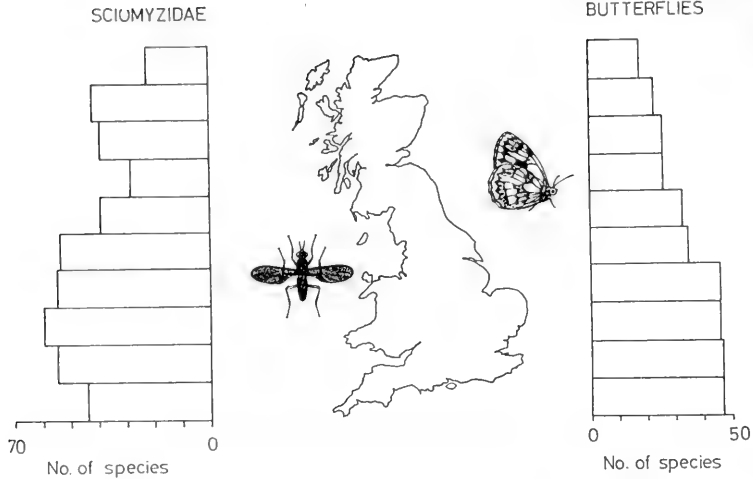 SCIOMYZIDAE
BUTTERFLIES
70 0
No. of species
0 50
No. of species